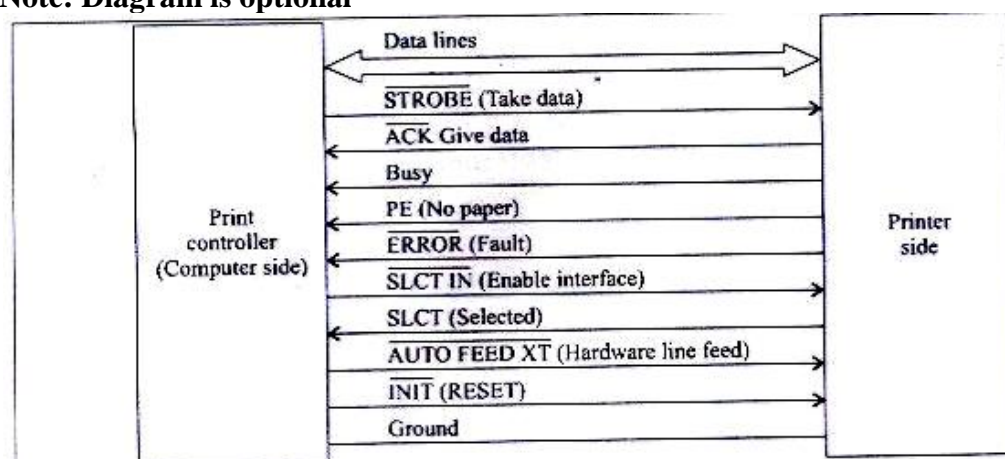 Note: Diagram is optional
Data lines
STROBE (Take data)
ACK Give data
Busy
PE (No paper)
ERROR (Fault)
SLCT IN (Enable interface)
SLCT (Selected)
AUTO FEED XT (Hardware line feed)
INIT (RESET)
Ground
Print
controller
(Computer side)
Printer
side